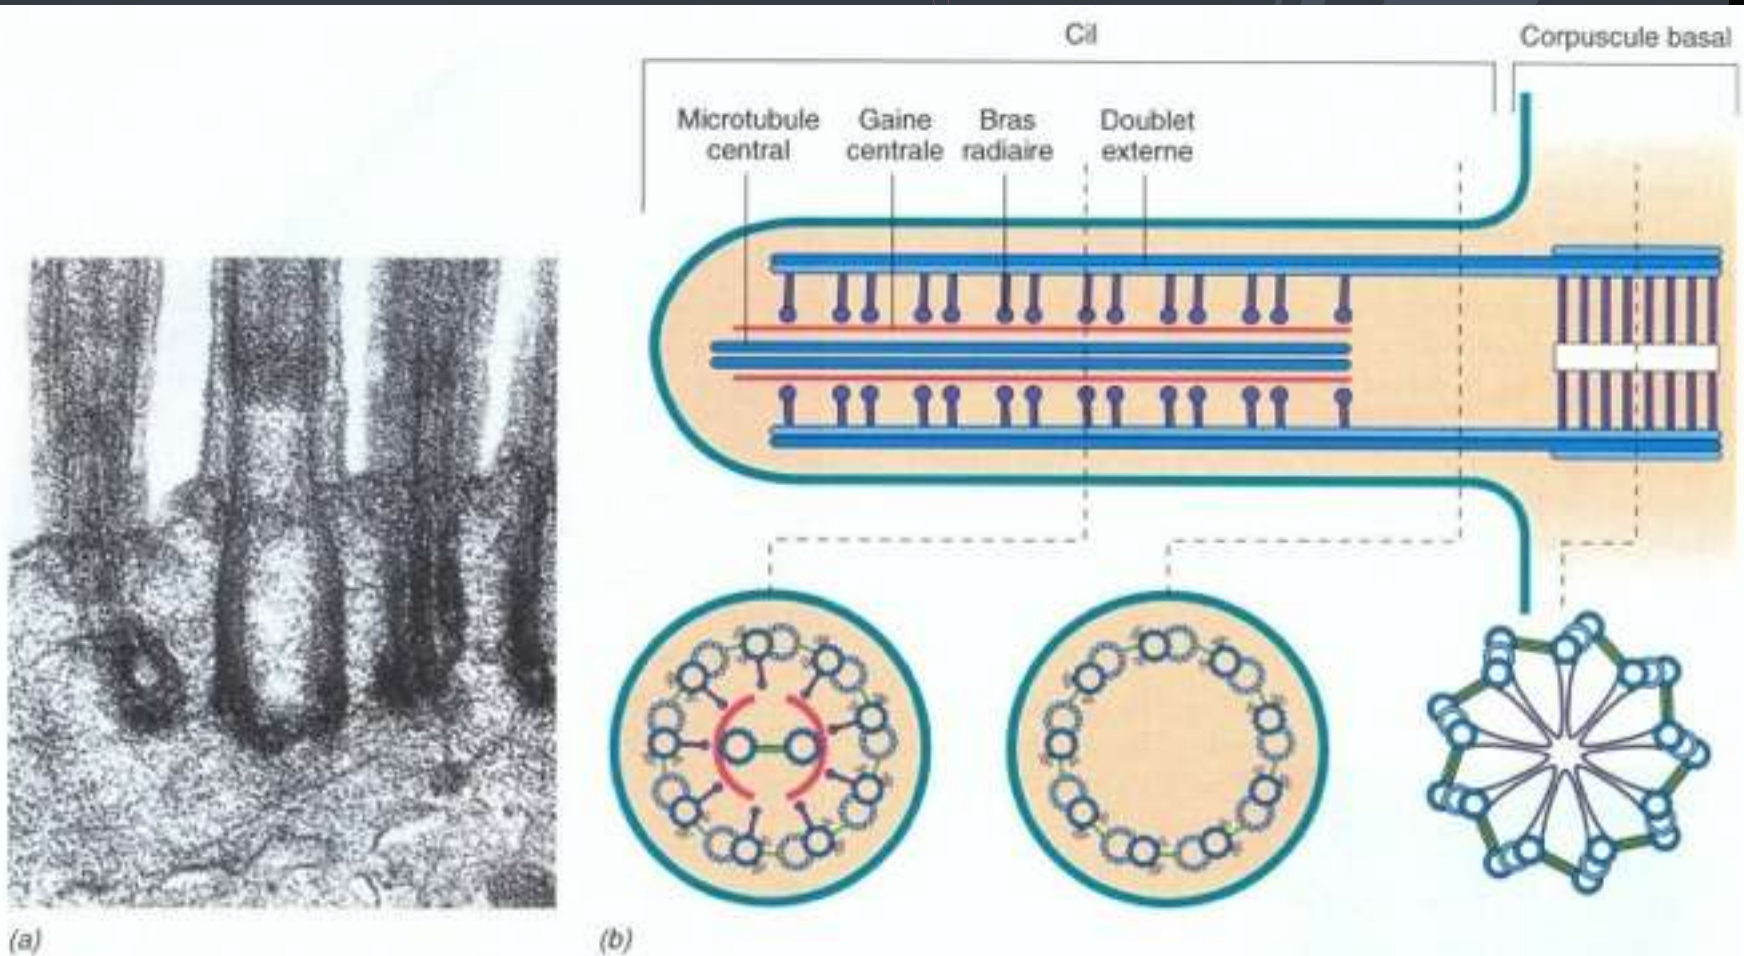 Cil
Corpuscule basal
Microtubule
central
Gaine
centrale
Bras
radiaire
Doublet
externe
(a)
(b)